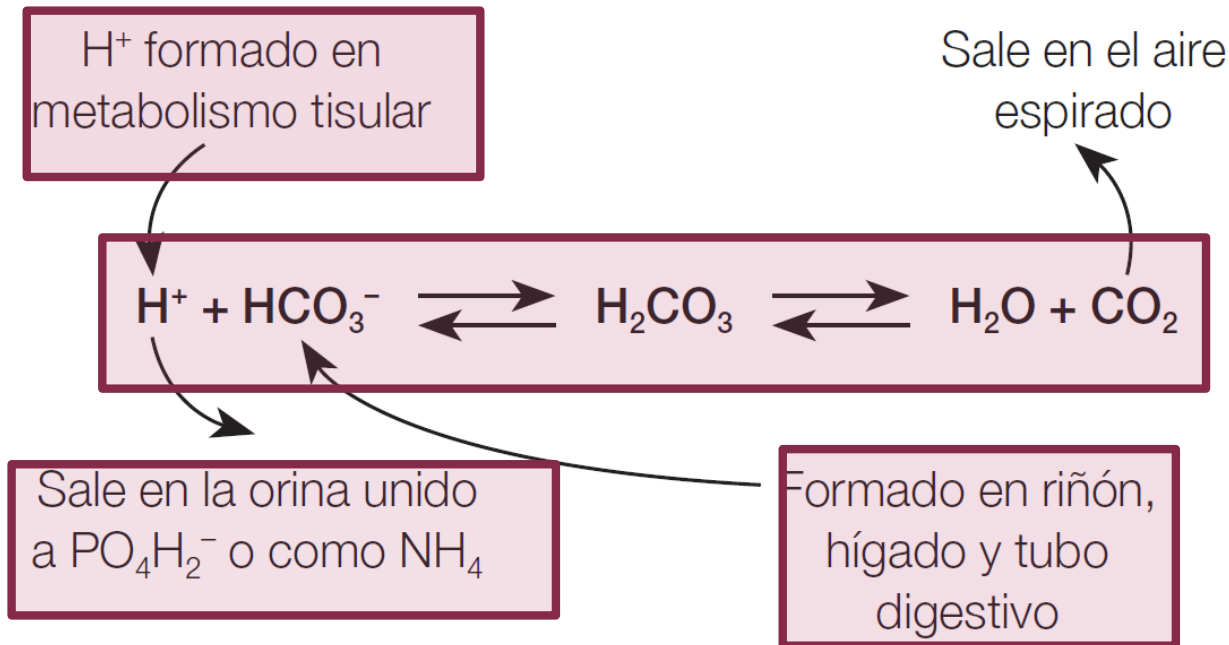 H⁺ formado en
metabolismo tisular
Sale en el aire
espirado
H⁺ + HCO₃⁻ ⇄ H₂CO₃ ⇄ H₂O + CO₂
Sale en la orina unido
a PO₄H₂⁻ o como NH₄
Formado en riñón,
hígado y tubo
digestivo